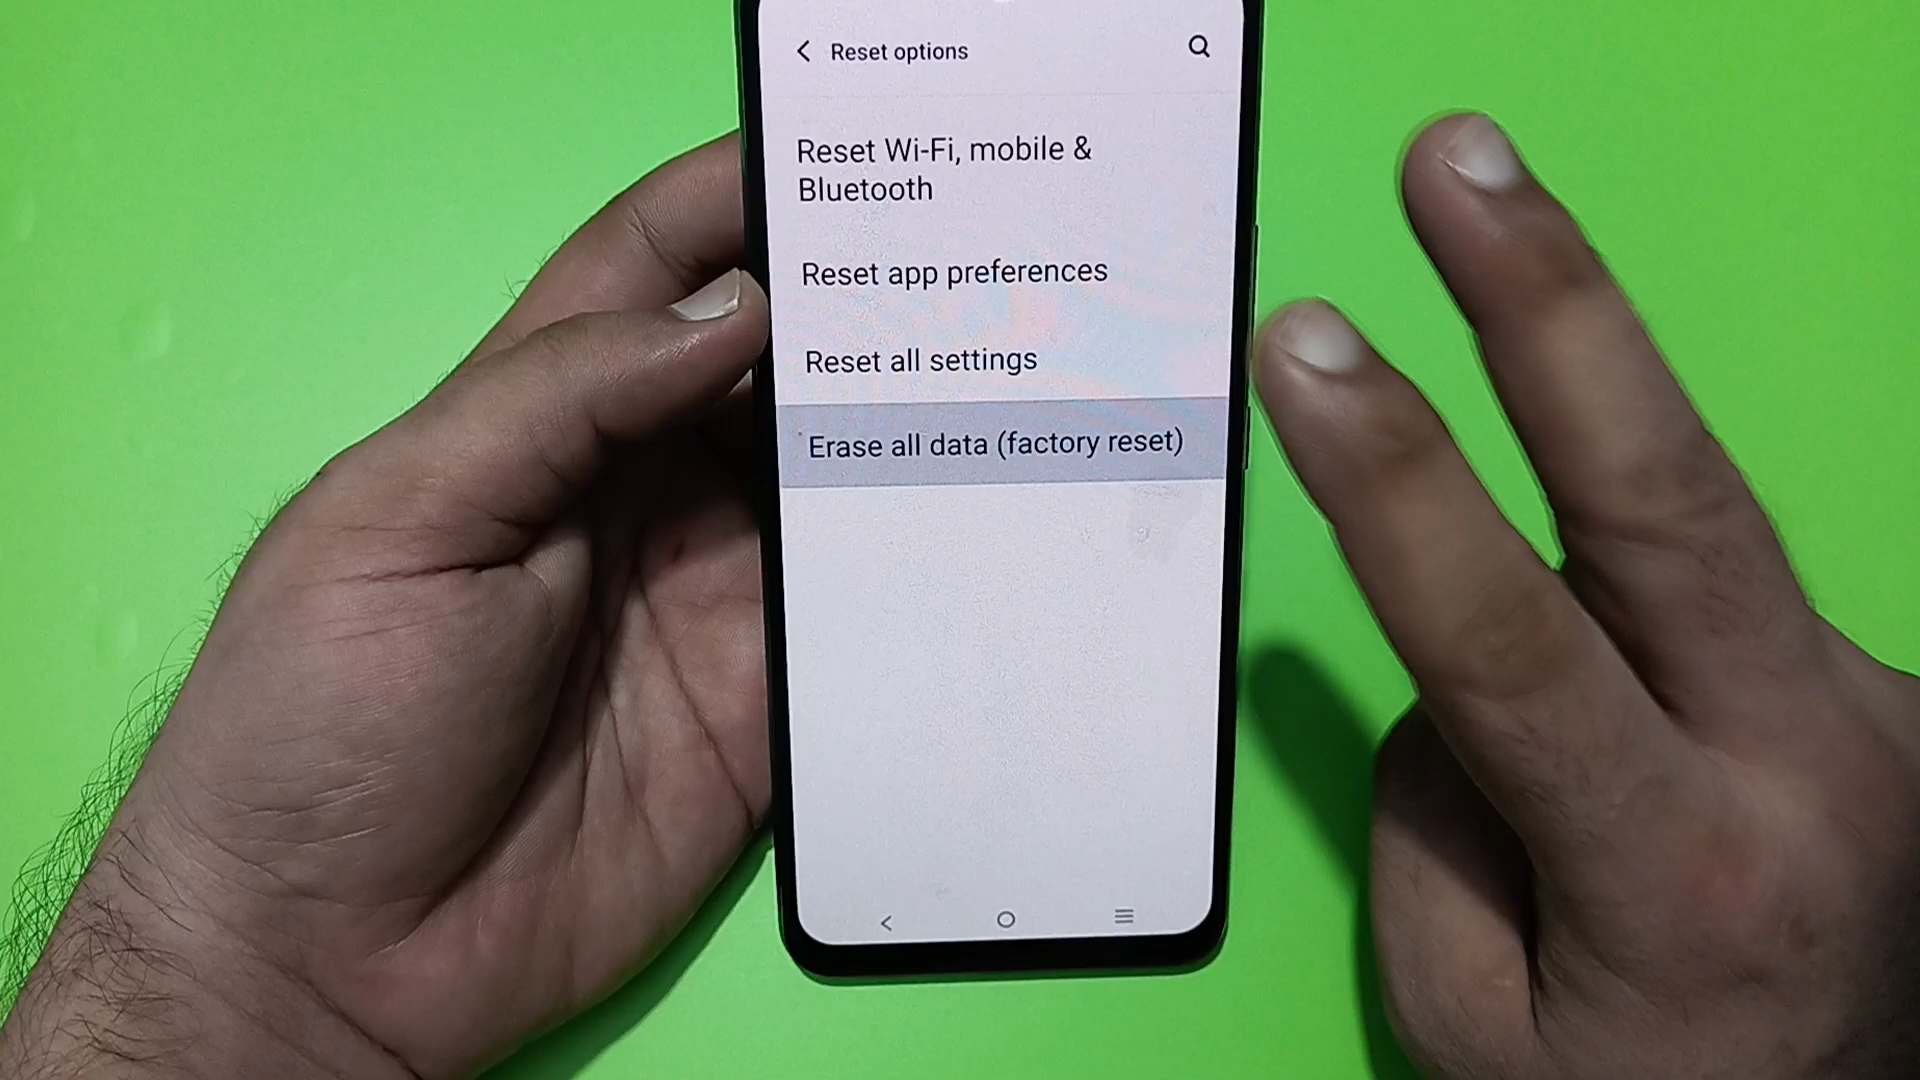 Reset options
Reset Wi-Fi, mobile &
Bluetooth
Reset app preferences
Reset all settings
Erase all data (factory reset)